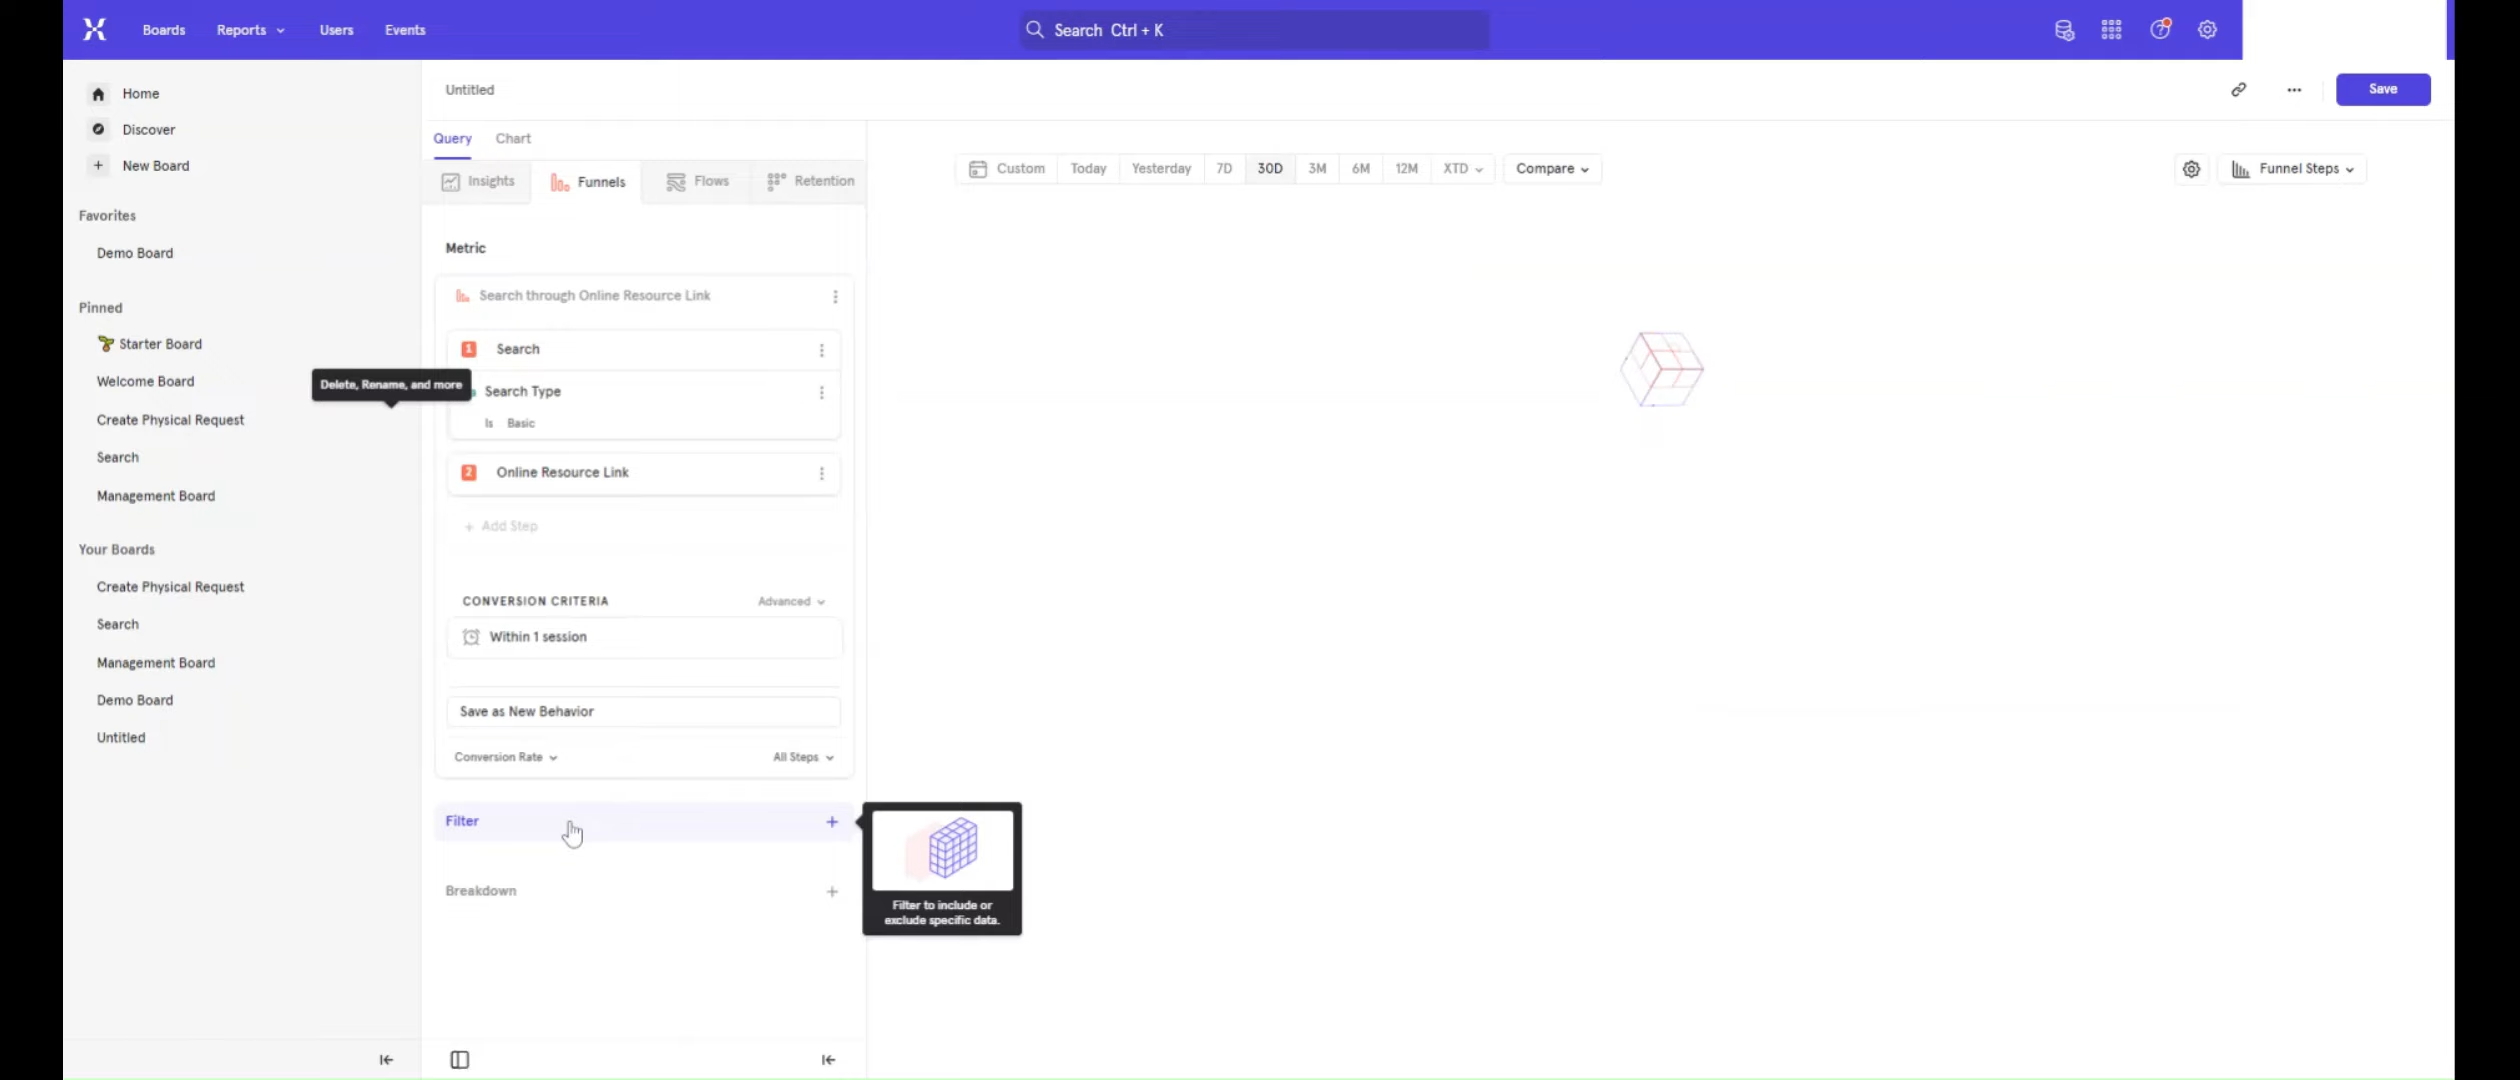 Boards Reports Users Events
Search Ctrl + K
Home
Discover
New Board
Favorites
Demo Board
Pinned
Starter Board
Welcome Board
Create Physical Request
Search
Management Board
Your Boards
Create Physical Request
Search
Management Board
Demo Board
Untitled
Delete, Rename, and more
Untitled
Save
Query Chart
Insights Funnels Flows Retention
Metric
Search through Online Resource Link
1 Search
Search Type
Is Basic
2 Online Resource Link
+ Add Step
CONVERSION CRITERIA Advanced
Within 1 session
Save as New Behavior
Conversion Rate All Steps
Filter +
Breakdown +
Filter to include or
exclude specific data.
Custom Today Yesterday 7D 30D 3M 6M 12M XTD Compare
Funnel Steps